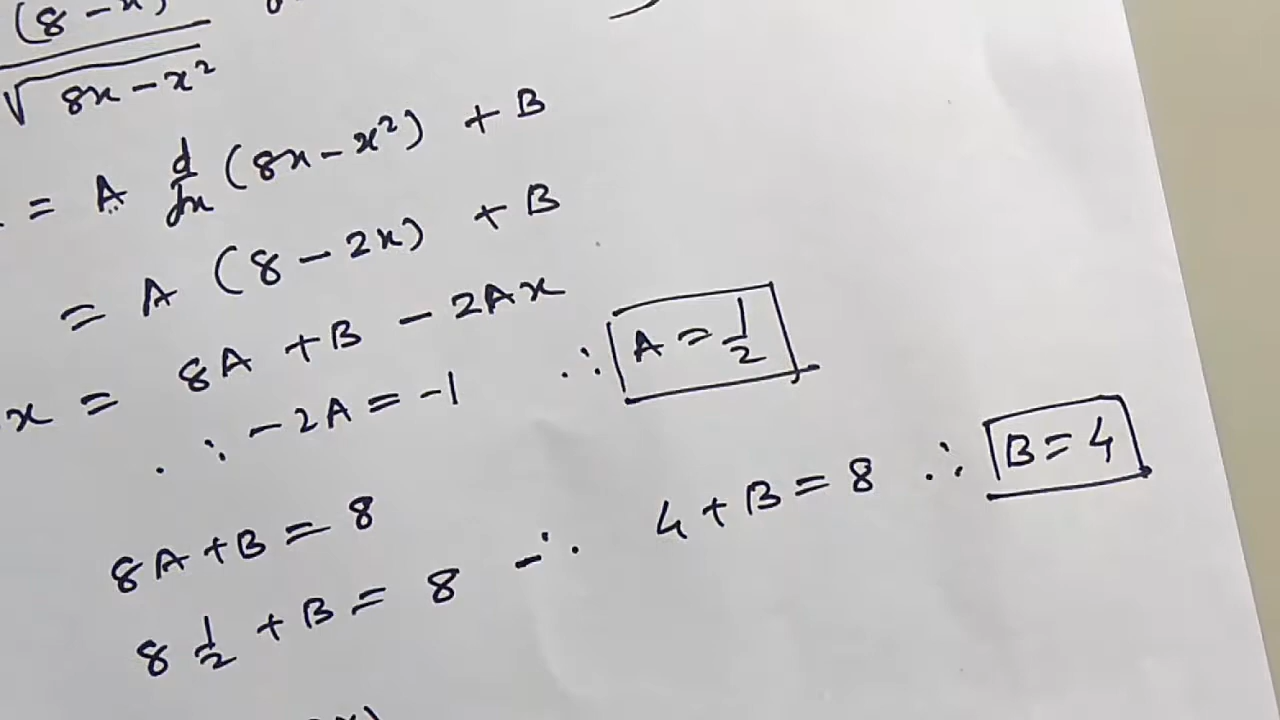 (8-x)
√8x-x²
= A d/dx (8x-x²) + B
= A (8-2x) + B
x = 8A + B - 2Ax
∴ -2A = -1 ∴ A = 1/2
8A + B = 8
8 1/2 + B = 8 ∴ 4 + B = 8 ∴ B = 4